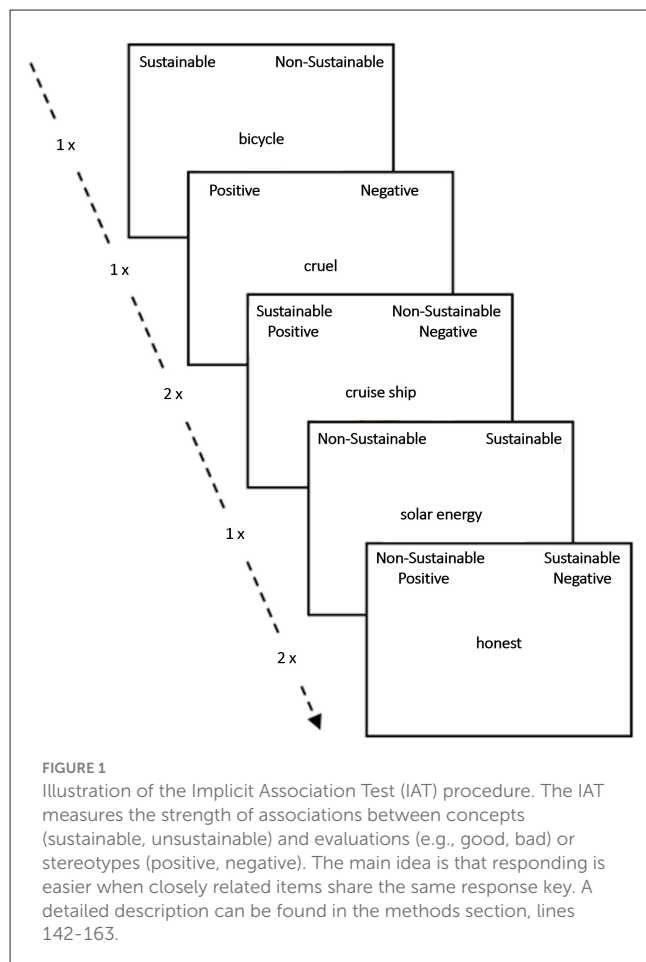 Sustainable Non-Sustainable
bicycle
1 x
Positive Negative
cruel
1 x
Sustainable Non-Sustainable
Positive Negative
cruise ship
2 x
Non-Sustainable Sustainable
solar energy
1 x
Non-Sustainable Sustainable
Positive Negative
honest
2 x
FIGURE 1
Illustration of the Implicit Association Test (IAT) procedure. The IAT
measures the strength of associations between concepts
(sustainable, unsustainable) and evaluations (e.g., good, bad) or
stereotypes (positive, negative). The main idea is that responding is
easier when closely related items share the same response key. A
detailed description can be found in the methods section, lines
142-163.